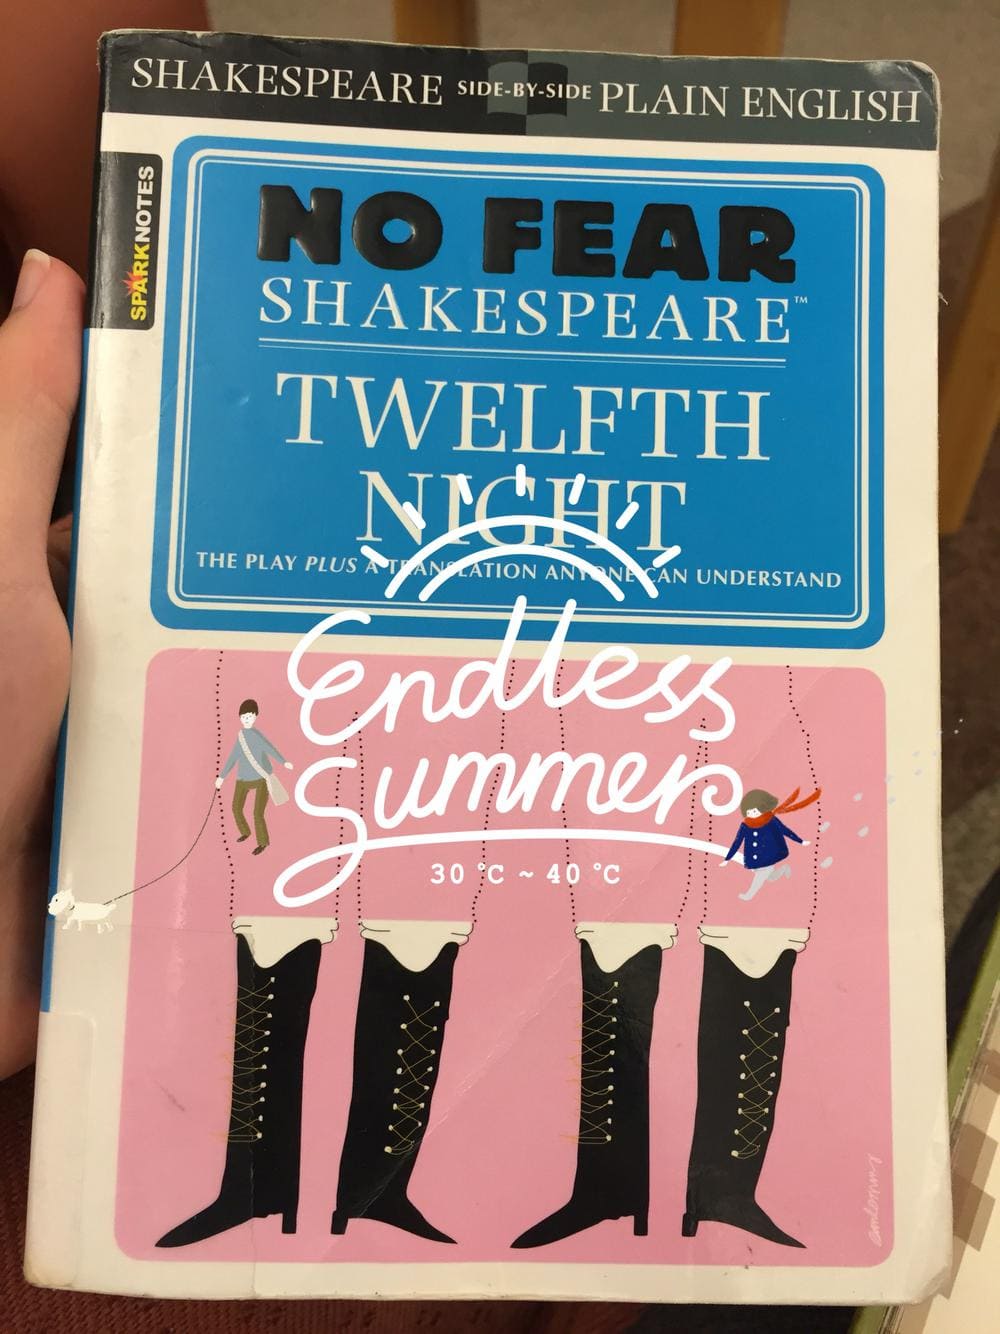 SHAKESPEARE SIDE-BY-SIDE PLAIN ENGLISH
SPARKNOTES
NO FEAR
SHAKESPEARE™
TWELFTH
NIGHT
THE PLAY PLUS A TRANSLATION ANYONE CAN UNDERSTAND
Endless
Summer
30 °C ~ 40 °C